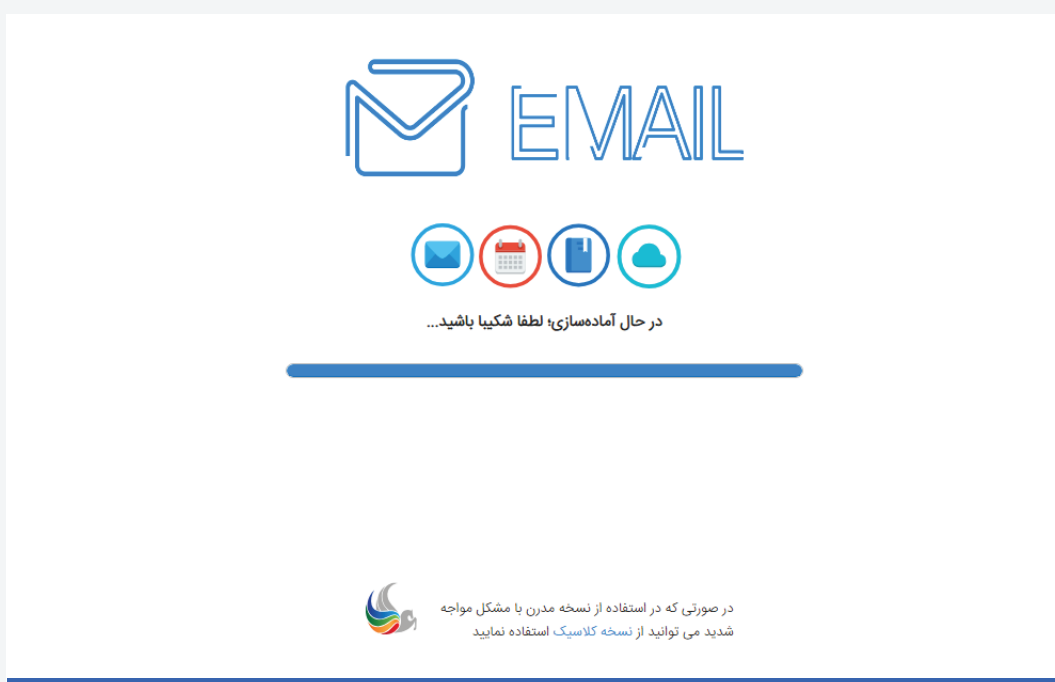 EMAIL
در حال آماده‌سازی؛ لطفا شکیبا باشید...
در صورتی که در استفاده از نسخه مدرن با مشکل مواجه
شدید می توانید از نسخه کلاسیک استفاده نمایید